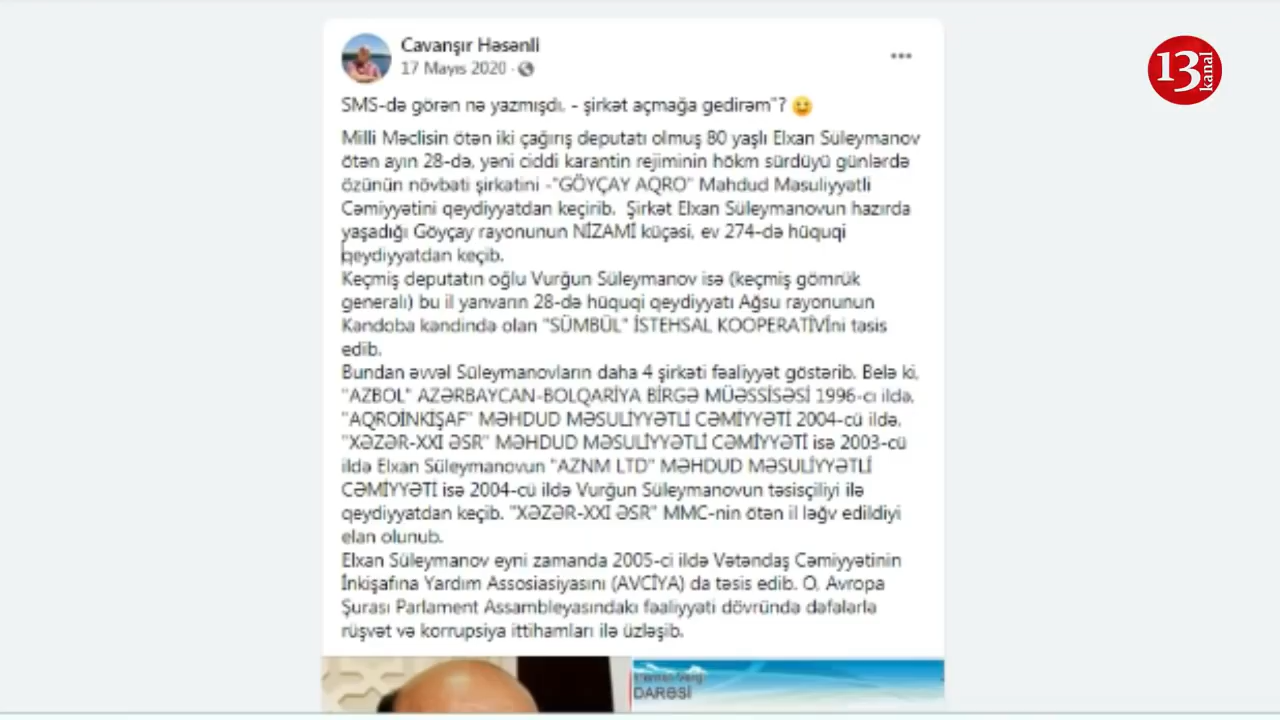 Cavanşır Həsənli
17 Mayıs 2020 ·
13 kanal
SMS-də görən nə yazmışdı, - şirkət açmağa gedirəm"? 😀
Milli Məclisin ötən iki çağırış deputatı olmuş 80 yaşlı Elxan Süleymanov
ötən ayın 28-də, yəni ciddi karantin rejiminin hökm sürdüyü günlərdə
özünün növbəti şirkətini -"GÖYÇAY AQRO" Məhdud Məsuliyyətli
Cəmiyyətini qeydiyyatdan keçirib. Şirkət Elxan Süleymanovun hazırda
yaşadığı Göyçay rayonunun NİZAMİ küçəsi, ev 274-də hüquqi
qeydiyyatdan keçib.
Keçmiş deputatın oğlu Vurğun Süleymanov isə (keçmiş gömrük
generalı) bu il yanvarın 28-də hüquqi qeydiyyatı Ağsu rayonunun
Kəndoba kəndində olan "SÜMBÜL" İSTEHSAL KOOPERATİVİni təsis
edib.
Bundan əvvəl Süleymanovların daha 4 şirkəti fəaliyyət göstərib. Belə ki,
"AZBOL" AZƏRBAYCAN-BOLQARİYA BİRGƏ MÜƏSSİSƏSİ 1996-cı ildə,
"AQROİNKİŞAF" MƏHDUD MƏSULİYYƏTLİ CƏMİYYƏTİ 2004-cü ildə,
"XƏZƏR-XXI ƏSR" MƏHDUD MƏSULİYYƏTLİ CƏMİYYƏTİ isə 2003-cü
ildə Elxan Süleymanovun "AZNM LTD" MƏHDUD MƏSULİYYƏTLİ
CƏMİYYƏTİ isə 2004-cü ildə Vurğun Süleymanovun təsisçiliyi ilə
qeydiyyatdan keçib. "XƏZƏR-XXI ƏSR" MMC-nin ötən il ləğv edildiyi
elan olunub.
Elxan Süleymanov eyni zamanda 2005-ci ildə Vətəndaş Cəmiyyətinin
İnkişafına Yardım Assosiasiyasını (AVCİYA) da təsis edib. O, Avropa
Şurası Parlament Assambleyasındakı fəaliyyəti dövründə dəfələrlə
rüşvət və korrupsiya ittihamları ilə üzləşib.
DARƏSİ